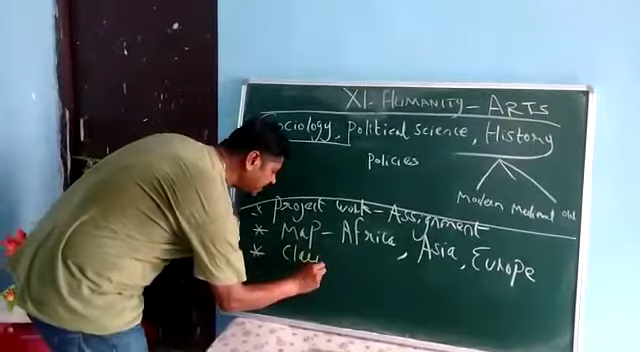 XI - HUMANITY - ARTS
Sociology, Political Science, History
Policies
Modern Medieval Old
* Project work - Assignment
* Map - Africa, Asia, Europe
*